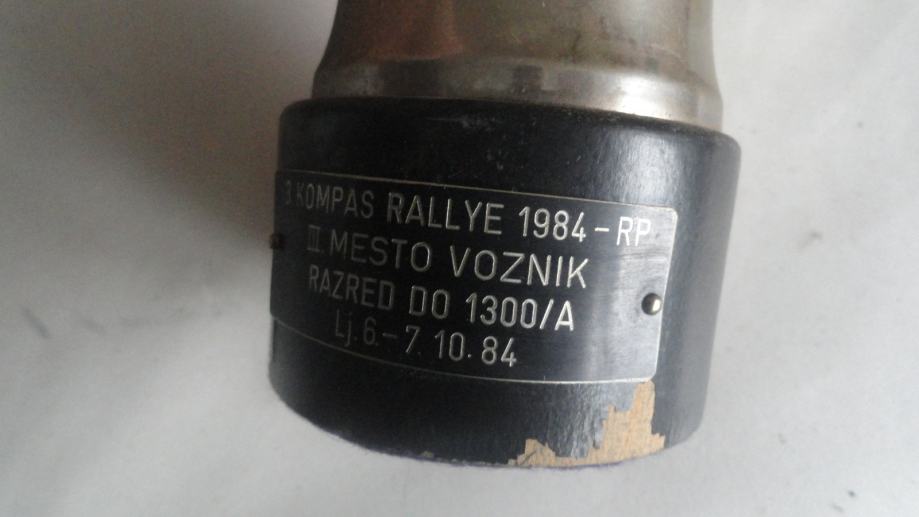 3. KOMPAS RALLYE 1984 - RP
III. MESTO VOZNIK
RAZRED DO 1300/A
Lj. 6.-7. 10. 84